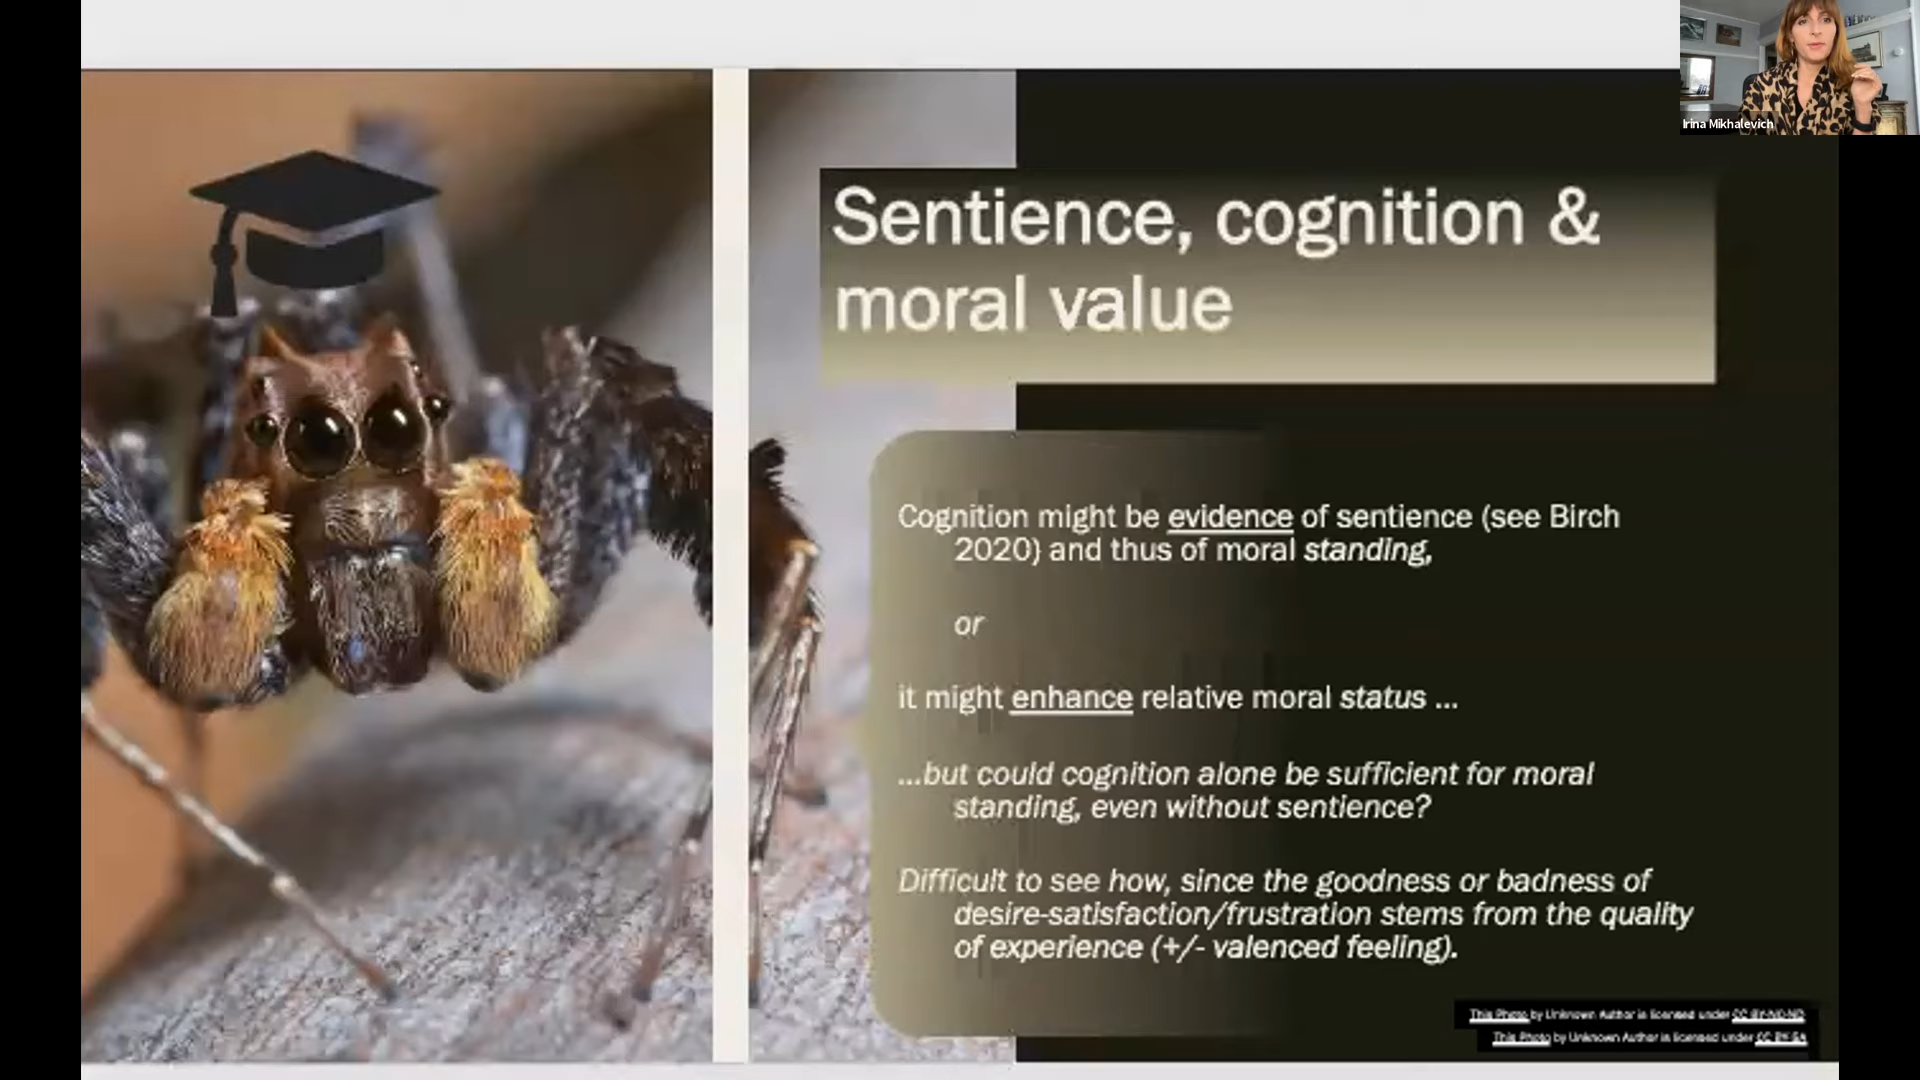 Irina Mikhalevich
Sentience, cognition &
moral value
Cognition might be evidence of sentience (see Birch
2020) and thus of moral standing,
or
it might enhance relative moral status ...
...but could cognition alone be sufficient for moral
standing, even without sentience?
Difficult to see how, since the goodness or badness of
desire-satisfaction/frustration stems from the quality
of experience (+/- valenced feeling).
This Photo by Unknown Author is licensed under CC BY-NC-ND
This Photo by Unknown Author is licensed under CC BY-SA